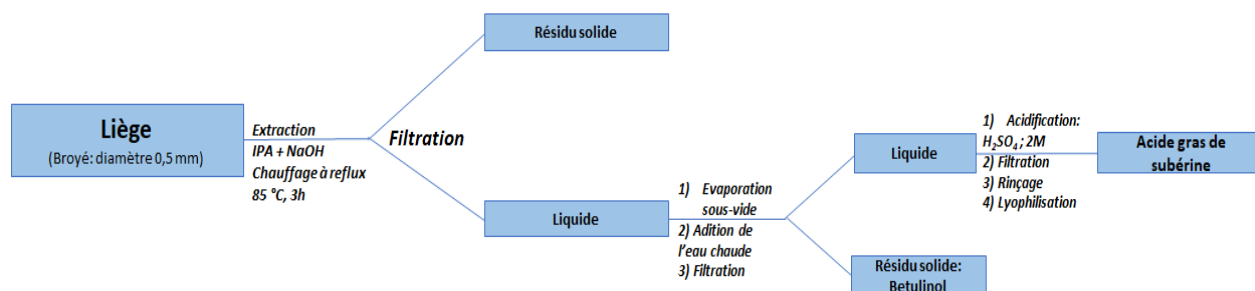 Résidu solide
Liège
(Broyé: diamètre 0,5 mm)
Extraction
IPA + NaOH
Chauffage à reflux
85 °C, 3h
Filtration
Liquide
1) Evaporation
sous-vide
2) Adition de
l'eau chaude
3) Filtration
Liquide
1) Acidification:
H₂SO₄ ; 2M
2) Filtration
3) Rinçage
4) Lyophilisation
Acide gras de
subérine
Résidu solide:
Betulinol